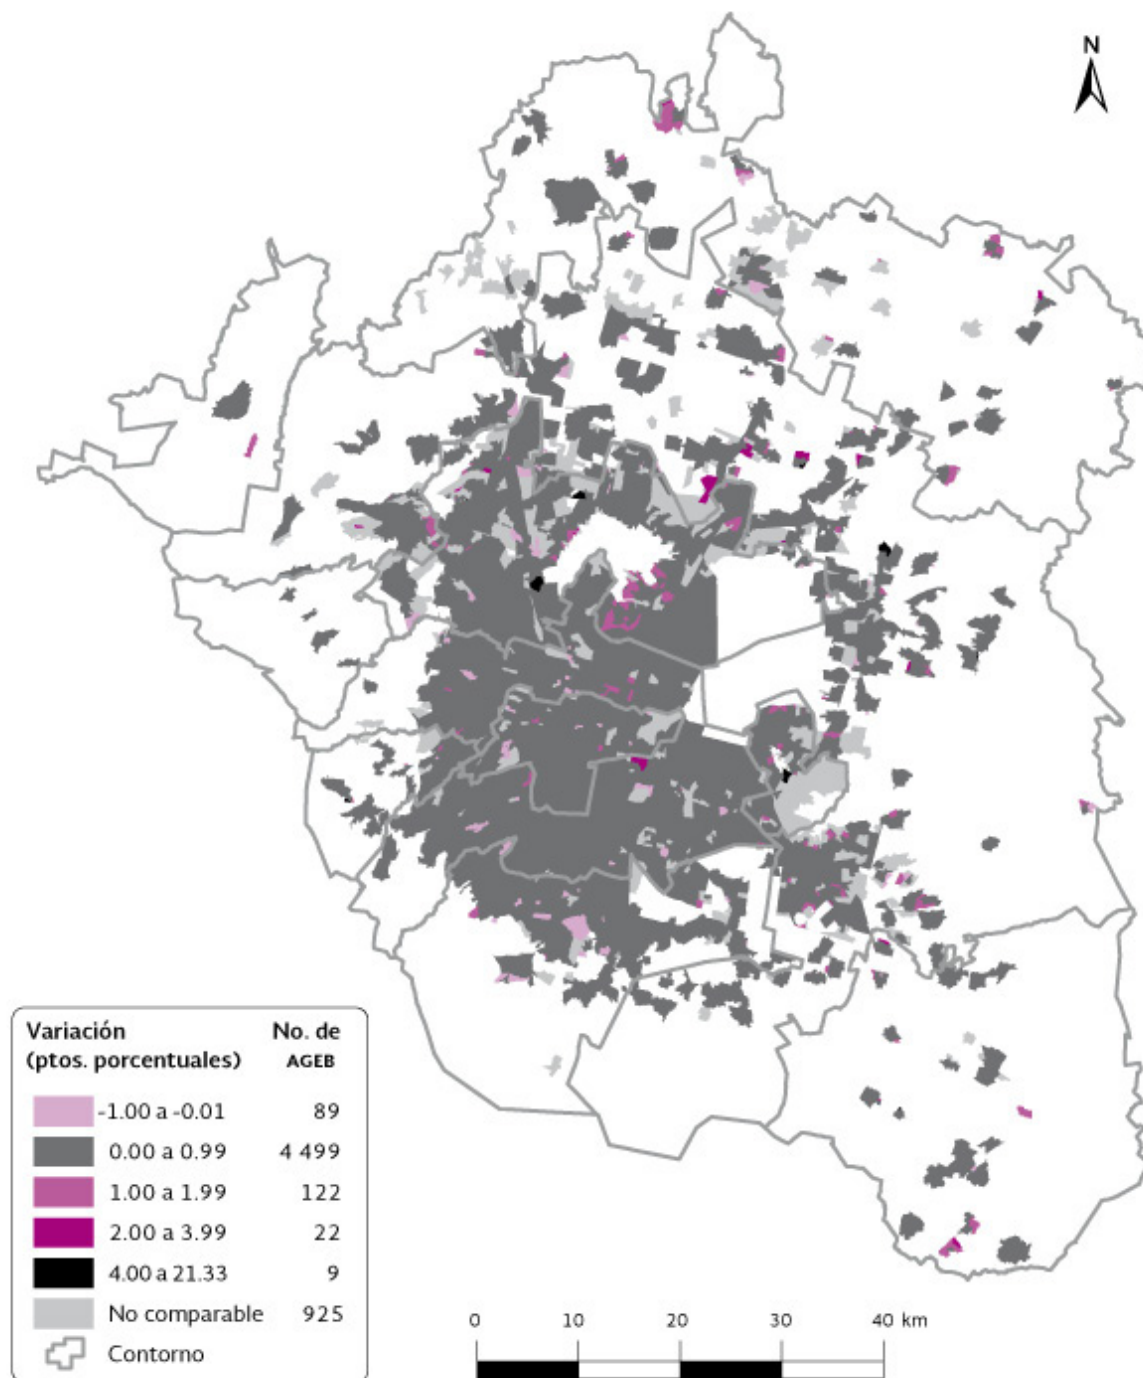 N
Variación No. de
(ptos. porcentuales) AGEB
-1.00 a -0.01 89
0.00 a 0.99 4 499
1.00 a 1.99 122
2.00 a 3.99 22
4.00 a 21.33 9
No comparable 925
Contorno
0 10 20 30 40 km